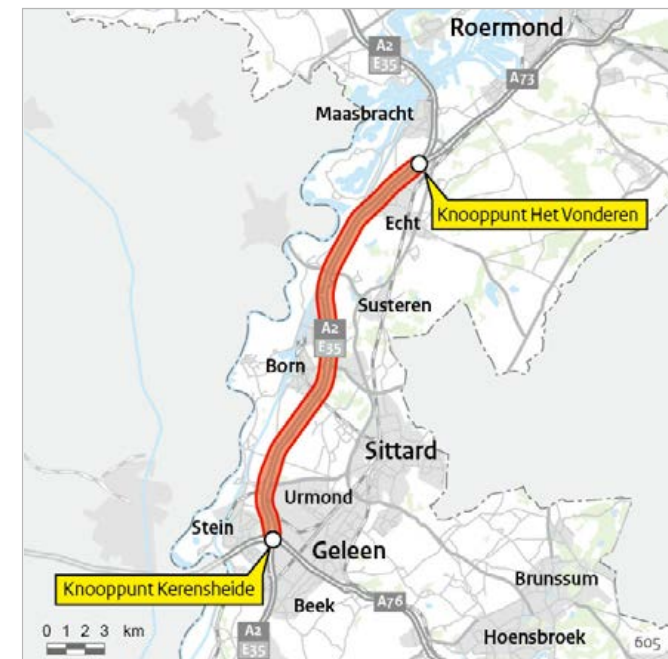 Roermond
A2
E35
A73
Maasbracht
Knooppunt Het Vonderen
Echt
Susteren
A2
E35
Born
Sittard
Urmond
Stein
Geleen
Knooppunt Kerensheide
Brunssum
Beek
A76
0 1 2 3 km
A2
E35
Hoensbroek
605